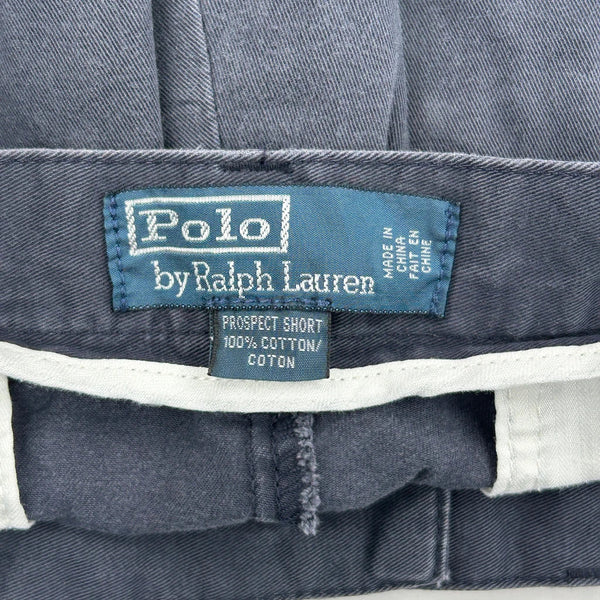 Polo
by Ralph Lauren
MADE IN
CHINA
FAIT EN
CHINE
PROSPECT SHORT
100% COTTON/
COTON